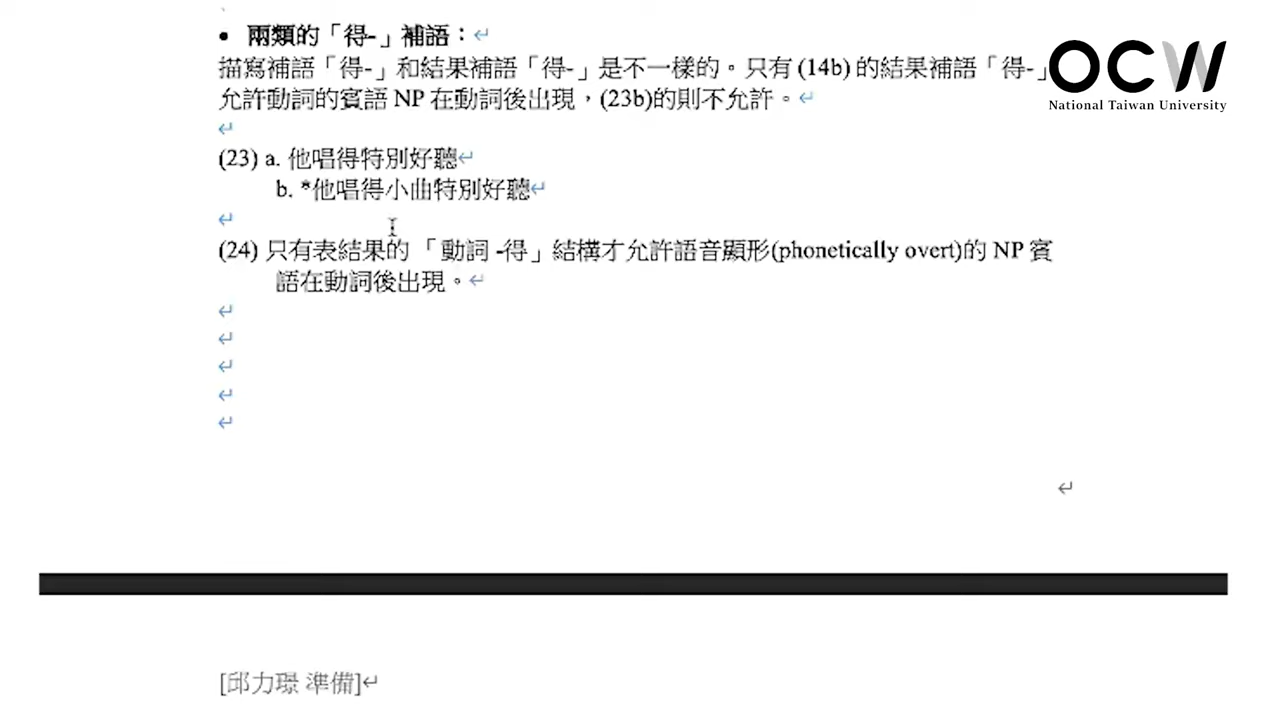 • 兩類的「得-」補語：
描寫補語「得-」和結果補語「得-」是不一樣的。只有 (14b) 的結果補語「得-」
允許動詞的賓語 NP 在動詞後出現，(23b)的則不允許。
(23) a. 他唱得特別好聽
b. *他唱得小曲特別好聽
(24) 只有表結果的「動詞 -得」結構才允許語音顯形(phonetically overt)的 NP 賓
語在動詞後出現。
[邱力璟 準備]
OCW
National Taiwan University